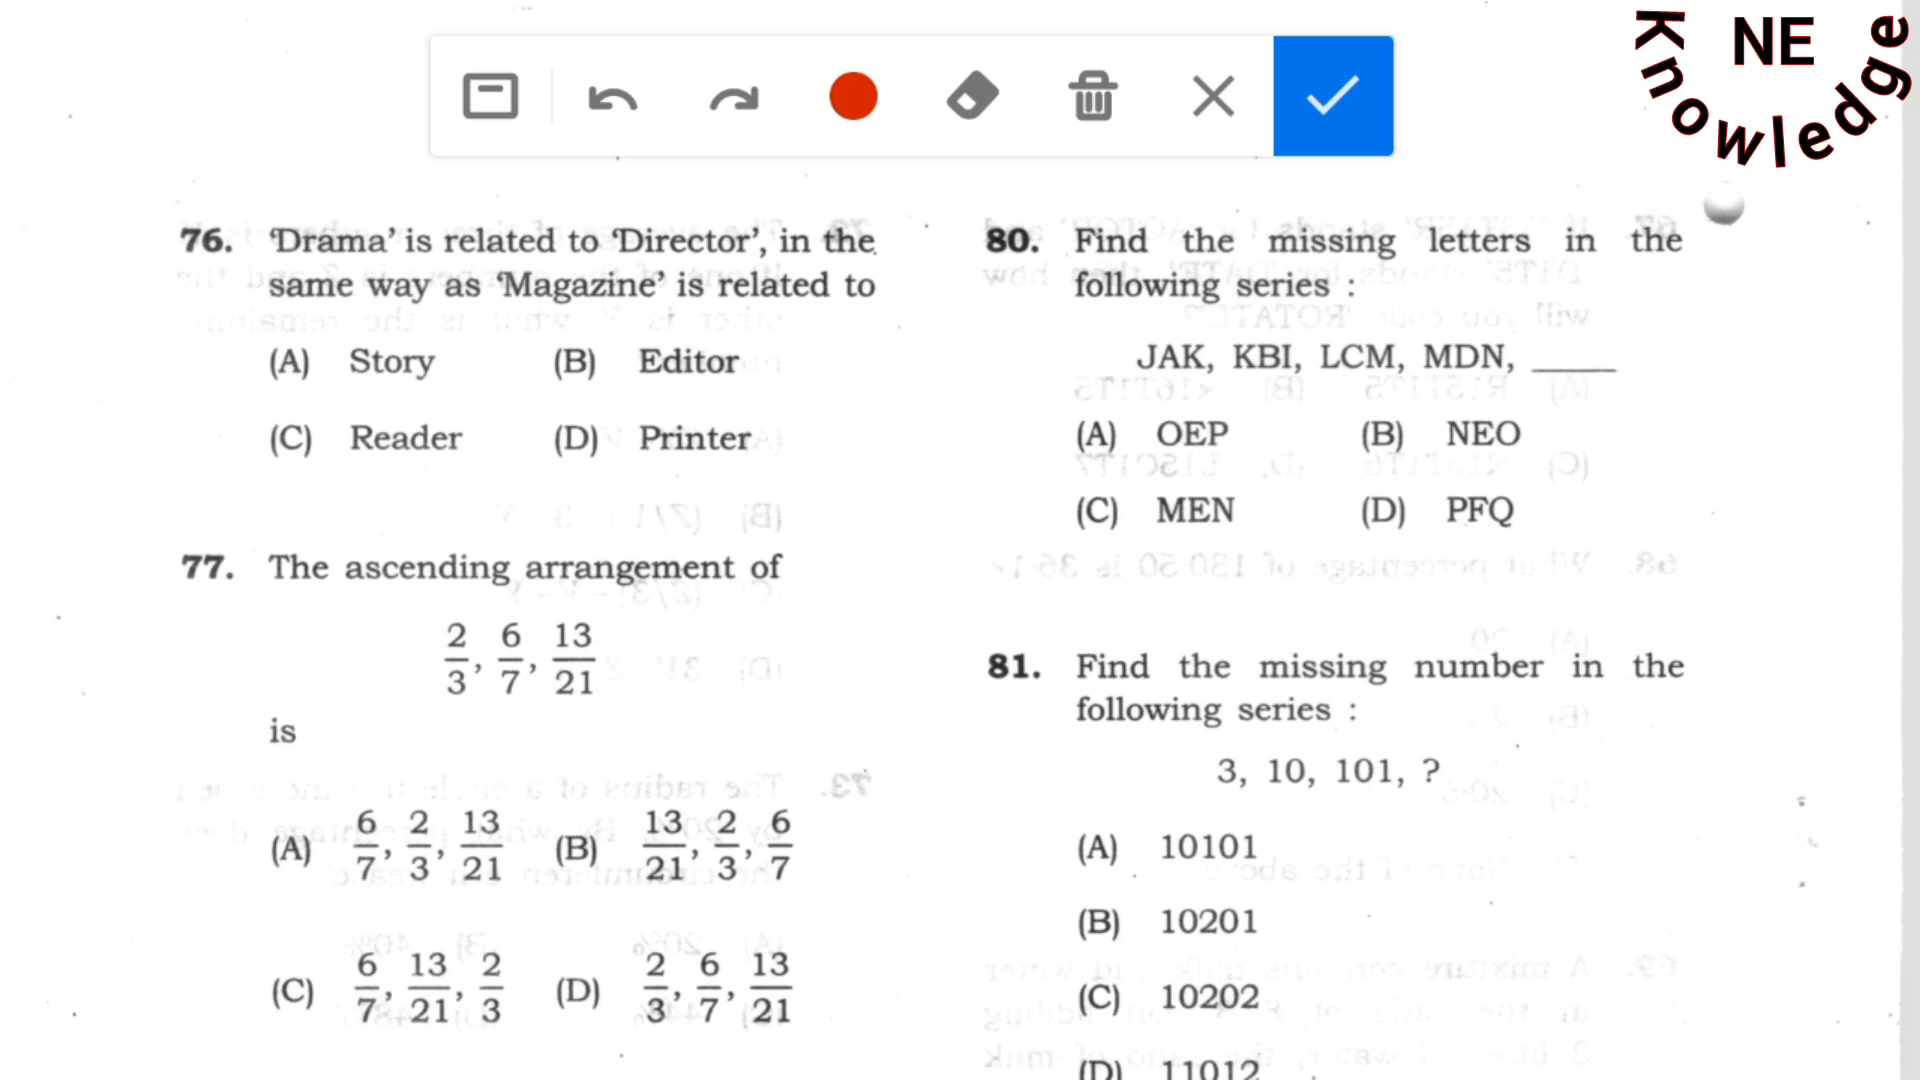 NE
Knowledge
76. 'Drama' is related to 'Director', in the
same way as 'Magazine' is related to
(A) Story (B) Editor
(C) Reader (D) Printer
77. The ascending arrangement of
2/3, 6/7, 13/21
is
(A) 6/7, 2/3, 13/21 (B) 13/21, 2/3, 6/7
(C) 6/7, 13/21, 2/3 (D) 2/3, 6/7, 13/21
80. Find the missing letters in the
following series :
JAK, KBI, LCM, MDN, _____
(A) OEP (B) NEO
(C) MEN (D) PFQ
81. Find the missing number in the
following series :
3, 10, 101, ?
(A) 10101
(B) 10201
(C) 10202
(D) 11012